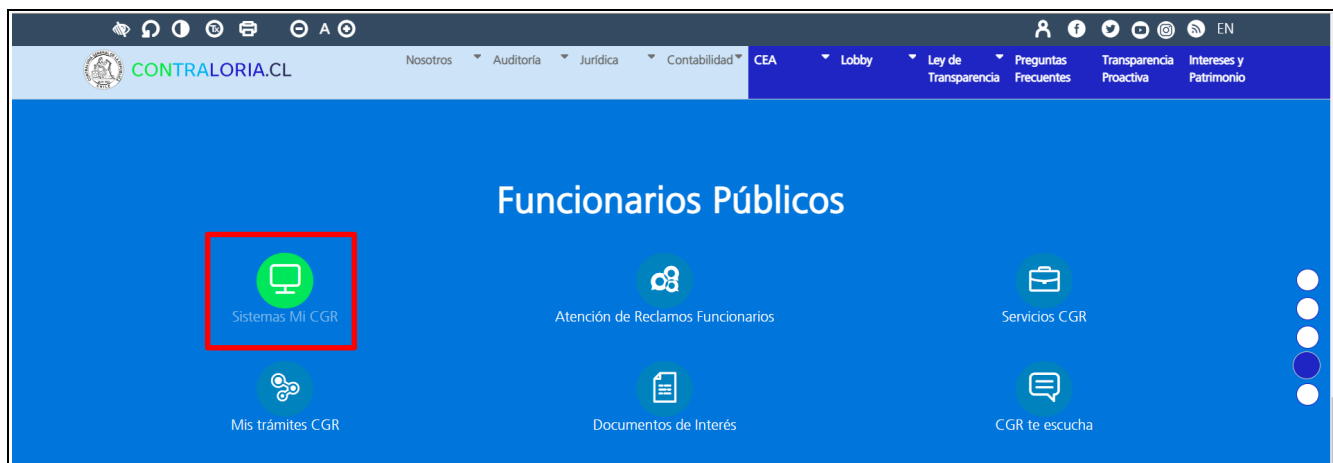 A
EN
CONTRALORIA.CL
Nosotros
Auditoría
Jurídica
Contabilidad
CEA
Lobby
Ley de
Transparencia
Preguntas
Frecuentes
Transparencia
Proactiva
Intereses y
Patrimonio
Funcionarios Públicos
Sistemas Mi CGR
Atención de Reclamos Funcionarios
Servicios CGR
Mis trámites CGR
Documentos de Interés
CGR te escucha